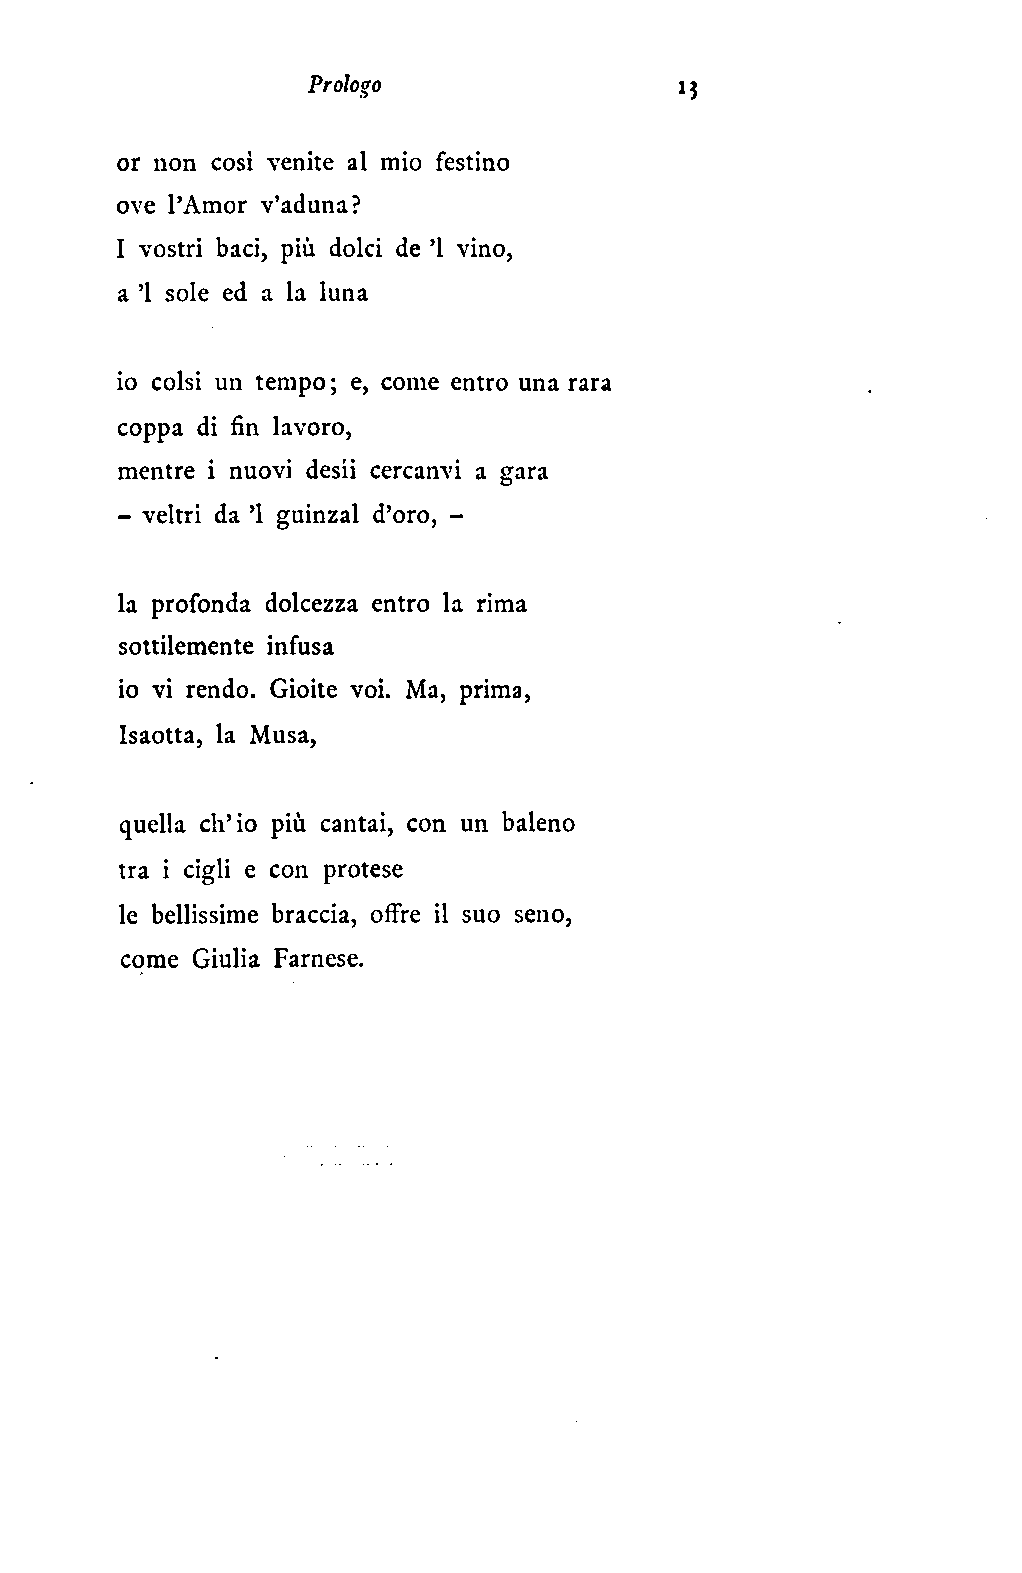 Prologo 13
or non così venite al mio festino
ove l'Amor v'aduna?
I vostri baci, più dolci de 'l vino,
a 'l sole ed a la luna
io colsi un tempo; e, come entro una rara
coppa di fin lavoro,
mentre i nuovi desii cercanvi a gara
– veltri da 'l guinzal d'oro, –
la profonda dolcezza entro la rima
sottilemente infusa
io vi rendo. Gioite voi. Ma, prima,
Isaotta, la Musa,
quella ch'io più cantai, con un baleno
tra i cigli e con protese
le bellissime braccia, offre il suo seno,
come Giulia Farnese.